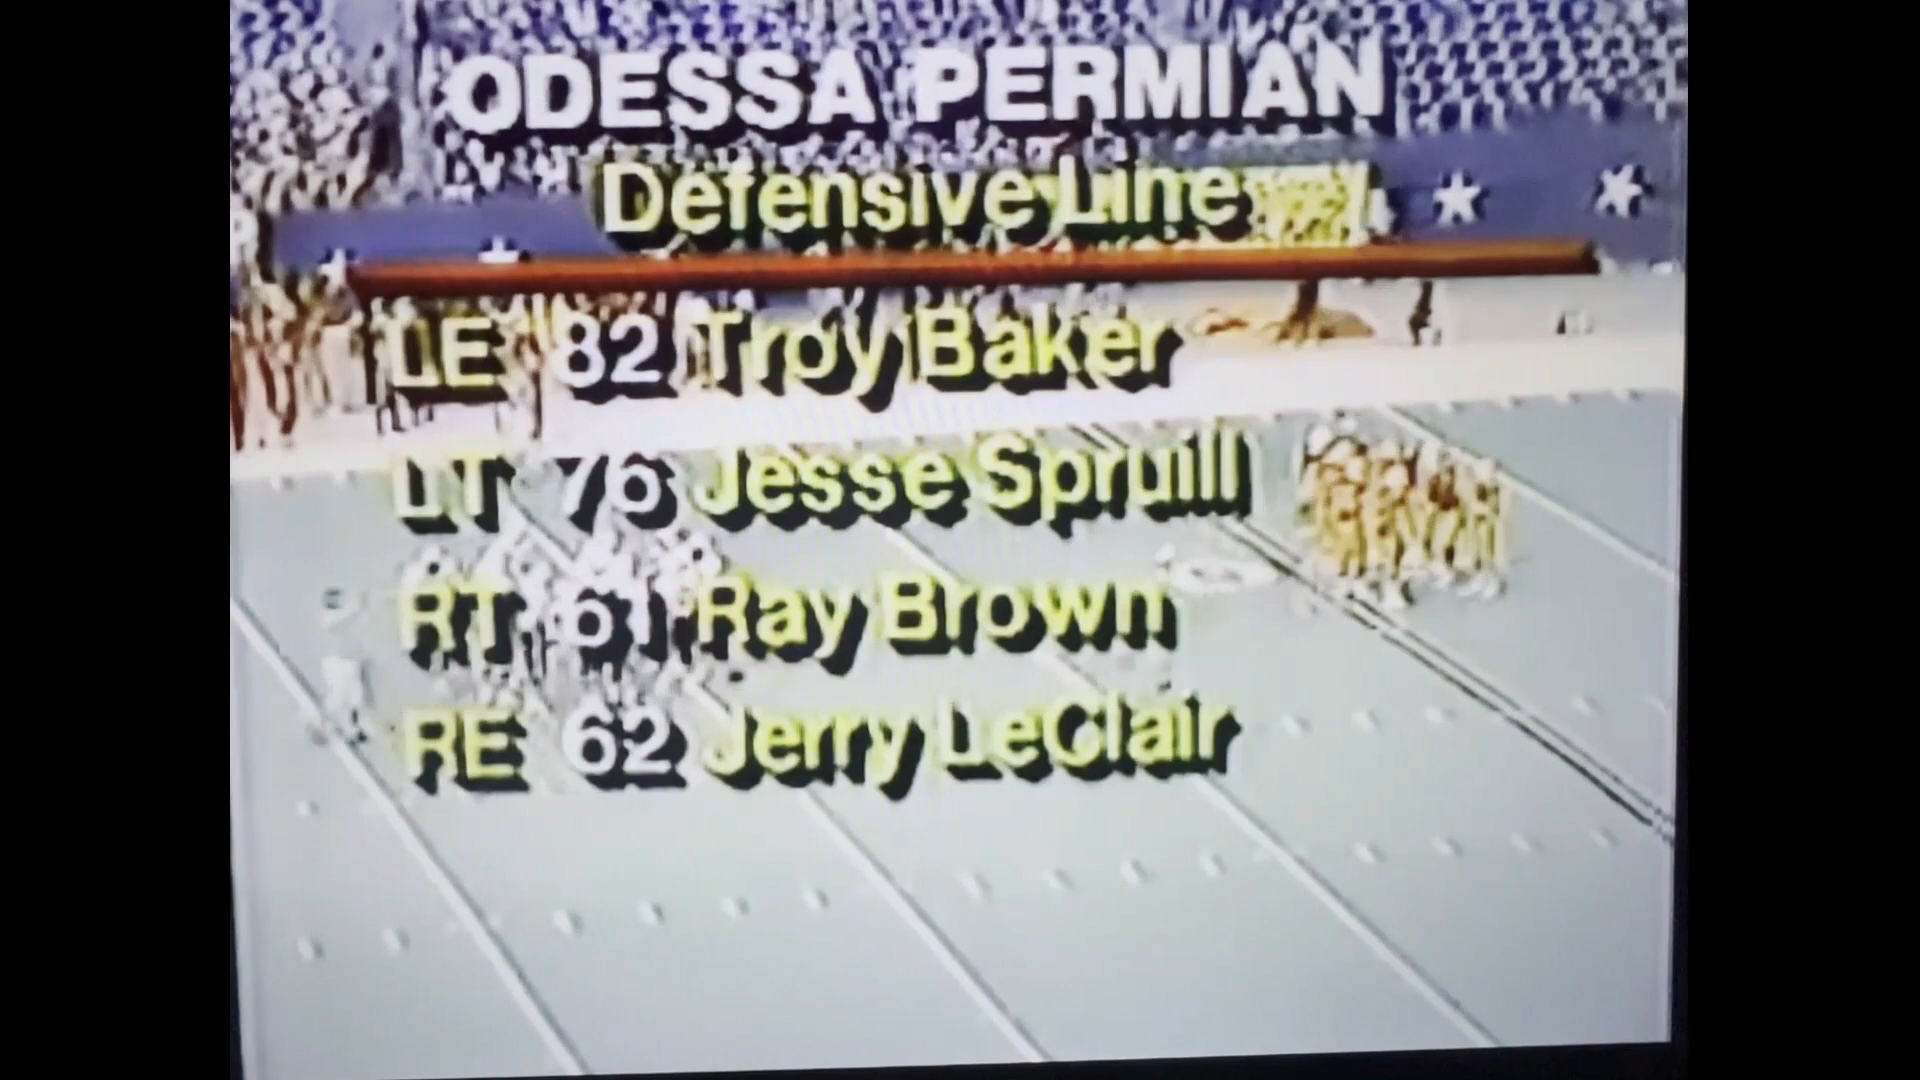 ODESSA PERMIAN
Defensive Line
LE 82 Troy Baker
LT 76 Jesse Spruill
RT 61 Ray Brown
RE 62 Jerry LeClair